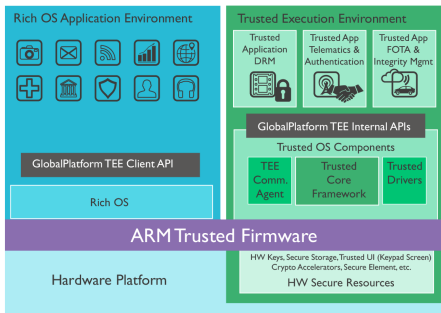 Rich OS Application Environment
GlobalPlatform TEE Client API
Rich OS
Trusted Execution Environment
Trusted
Application
DRM
Trusted App
Telematics &
Authentication
Trusted App
FOTA &
Integrity Mgmt
GlobalPlatform TEE Internal APIs
Trusted OS Components
TEE
Comm.
Agent
Trusted
Core
Framework
Trusted
Drivers
ARM Trusted Firmware
Hardware Platform
HW Keys, Secure Storage, Trusted UI (Keypad Screen)
Crypto Accelerators, Secure Element, etc.
HW Secure Resources